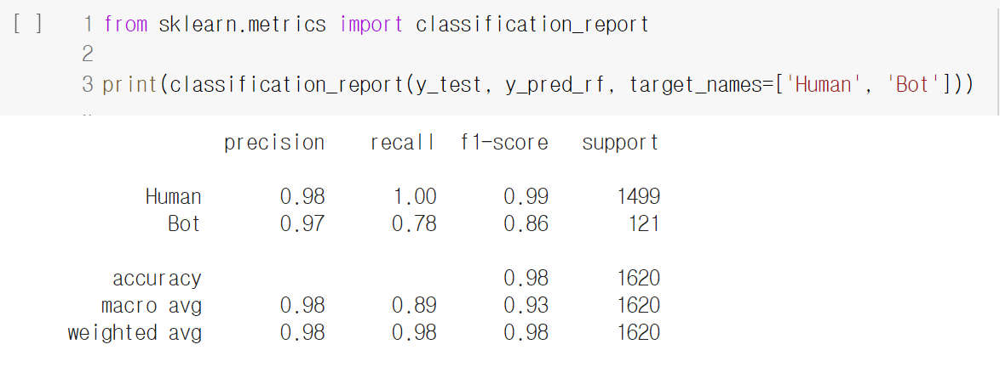 [ ] 1 from sklearn.metrics import classification_report
2
3 print(classification_report(y_test, y_pred_rf, target_names=['Human', 'Bot']))
precision recall f1-score support
Human 0.98 1.00 0.99 1499
Bot 0.97 0.78 0.86 121
accuracy 0.98 1620
macro avg 0.98 0.89 0.93 1620
weighted avg 0.98 0.98 0.98 1620